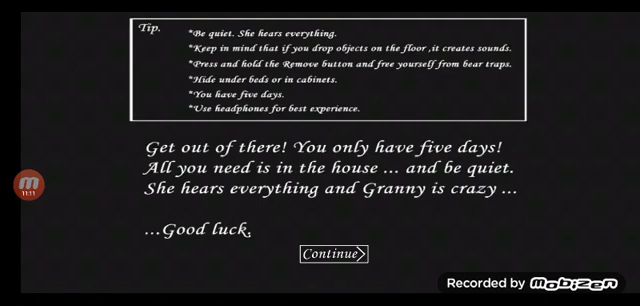 Tip.
*Be quiet. She hears everything.
*Keep in mind that if you drop objects on the floor ,it creates sounds.
*Press and hold the Remove button and free yourself from bear traps.
*Hide under beds or in cabinets.
*You have five days.
*Use headphones for best experience.
Get out of there! You only have five days!
All you need is in the house ... and be quiet.
She hears everything and Granny is crazy ...
...Good luck.
Continue
11:11
Recorded by mobizen